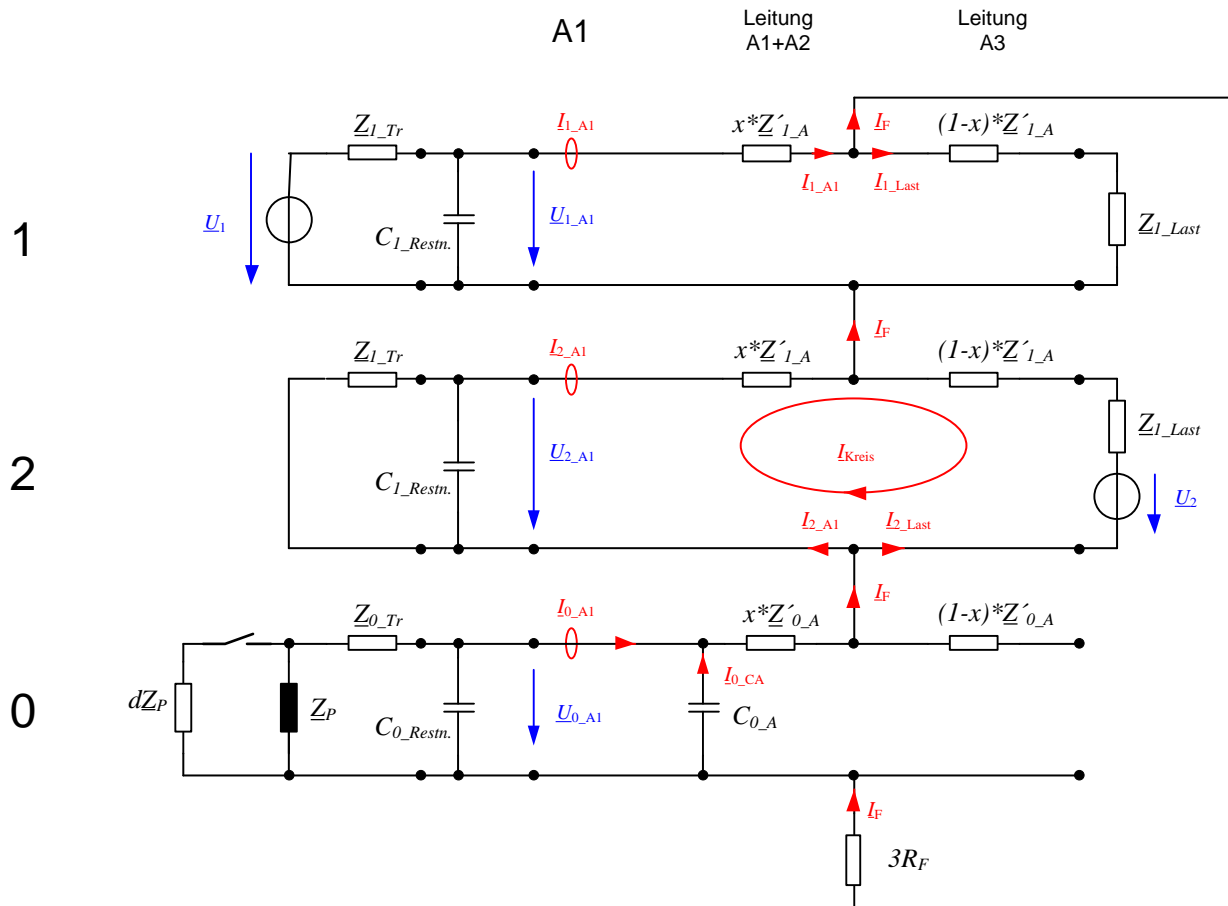 A1
Leitung
A1+A2
Leitung
A3
1
Z1_Tr
I1_A1
x*Z´1_A
IF
(1-x)*Z´1_A
I1_A1
I1_Last
U1
C1_Restn.
U1_A1
Z1_Last
IF
2
Z1_Tr
I2_A1
x*Z´1_A
(1-x)*Z´1_A
Z1_Last
C1_Restn.
U2_A1
IKreis
U2
I2_A1
I2_Last
0
Z0_Tr
I0_A1
x*Z´0_A
IF
(1-x)*Z´0_A
I0_CA
dZP
ZP
C0_Restn.
U0_A1
C0_A
IF
3RF